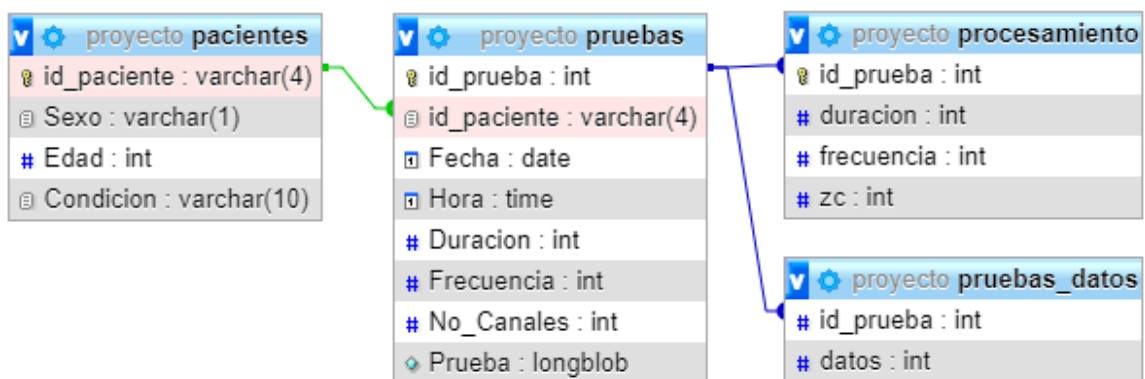 proyecto pacientes
id_paciente : varchar(4)
Sexo : varchar(1)
Edad : int
Condicion : varchar(10)
proyecto pruebas
id_prueba : int
id_paciente : varchar(4)
Fecha : date
Hora : time
Duracion : int
Frecuencia : int
No_Canales : int
Prueba : longblob
proyecto procesamiento
id_prueba : int
duracion : int
frecuencia : int
zc : int
proyecto pruebas_datos
id_prueba : int
datos : int